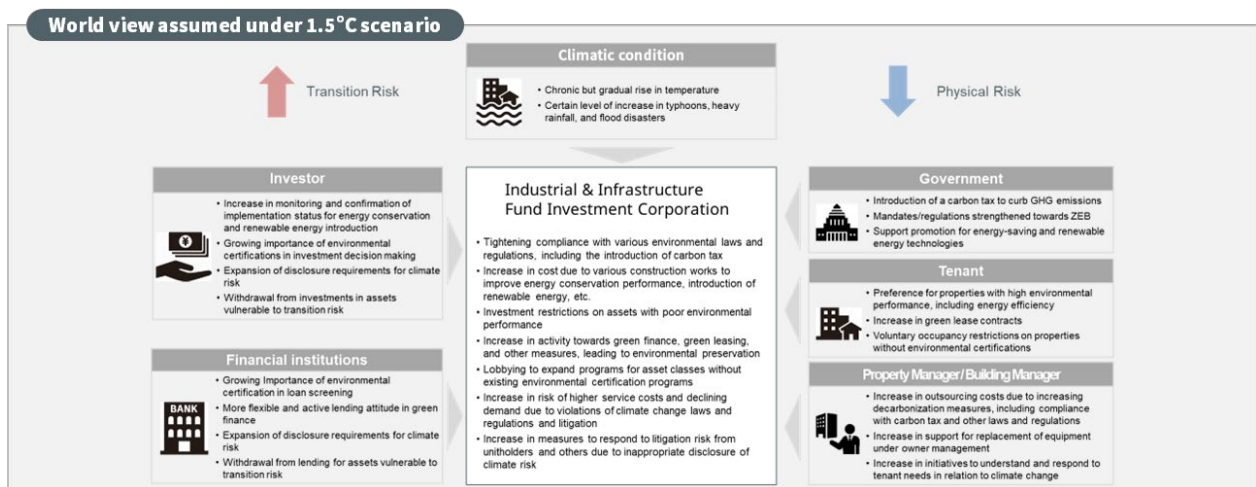 World view assumed under 1.5°C scenario
Transition Risk
Climatic condition
• Chronic but gradual rise in temperature
• Certain level of increase in typhoons, heavy
rainfall, and flood disasters
Physical Risk
Investor
• Increase in monitoring and confirmation of
implementation status for energy conservation
and renewable energy introduction
• Growing importance of environmental
certifications in investment decision making
• Expansion of disclosure requirements for climate
risk
• Withdrawal from investments in assets
vulnerable to transition risk
¥
Financial institutions
• Growing Importance of environmental
certification in loan screening
• More flexible and active lending attitude in green
finance
• Expansion of disclosure requirements for climate
risk
• Withdrawal from lending for assets vulnerable to
transition risk
BANK
Industrial & Infrastructure
Fund Investment Corporation
• Tightening compliance with various environmental laws and
regulations, including the introduction of carbon tax
• Increase in cost due to various construction works to
improve energy conservation performance, introduction of
renewable energy, etc.
• Investment restrictions on assets with poor environmental
performance
• Increase in activity towards green finance, green leasing,
and other measures, leading to environmental preservation
• Lobbying to expand programs for asset classes without
existing environmental certification programs
• Increase in risk of higher service costs and declining
demand due to violations of climate change laws and
regulations and litigation
• Increase in measures to respond to litigation risk from
unitholders and others due to inappropriate disclosure of
climate risk
Government
• Introduction of a carbon tax to curb GHG emissions
• Mandates/regulations strengthened towards ZEB
• Support promotion for energy-saving and renewable
energy technologies
Tenant
• Preference for properties with high environmental
performance, including energy efficiency
• Increase in green lease contracts
• Voluntary occupancy restrictions on properties
without environmental certifications
Property Manager/Building Manager
• Increase in outsourcing costs due to increasing
decarbonization measures, including compliance
with carbon tax and other laws and regulations
• Increase in support for replacement of equipment
under owner management
• Increase in initiatives to understand and respond to
tenant needs in relation to climate change